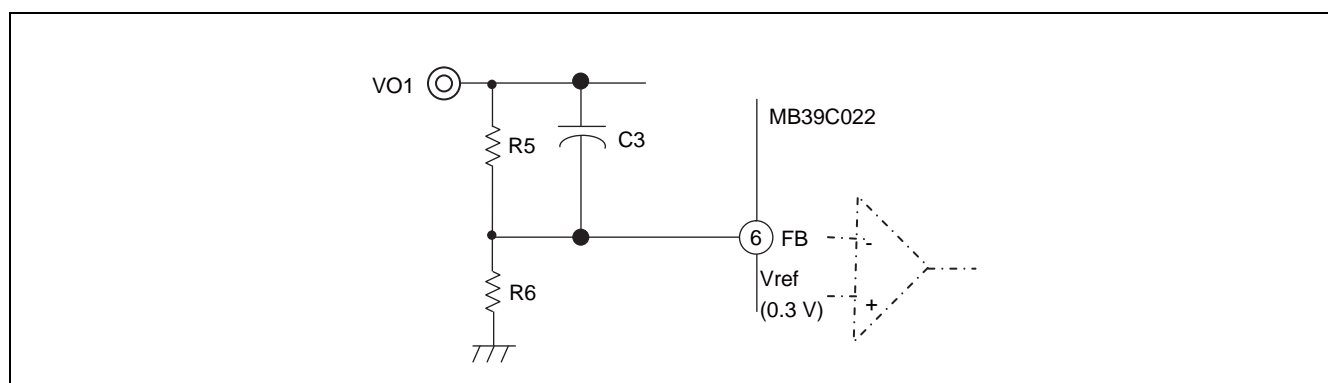 VO1
R5
C3
MB39C022
6
FB
-
Vref
(0.3 V)
+
R6